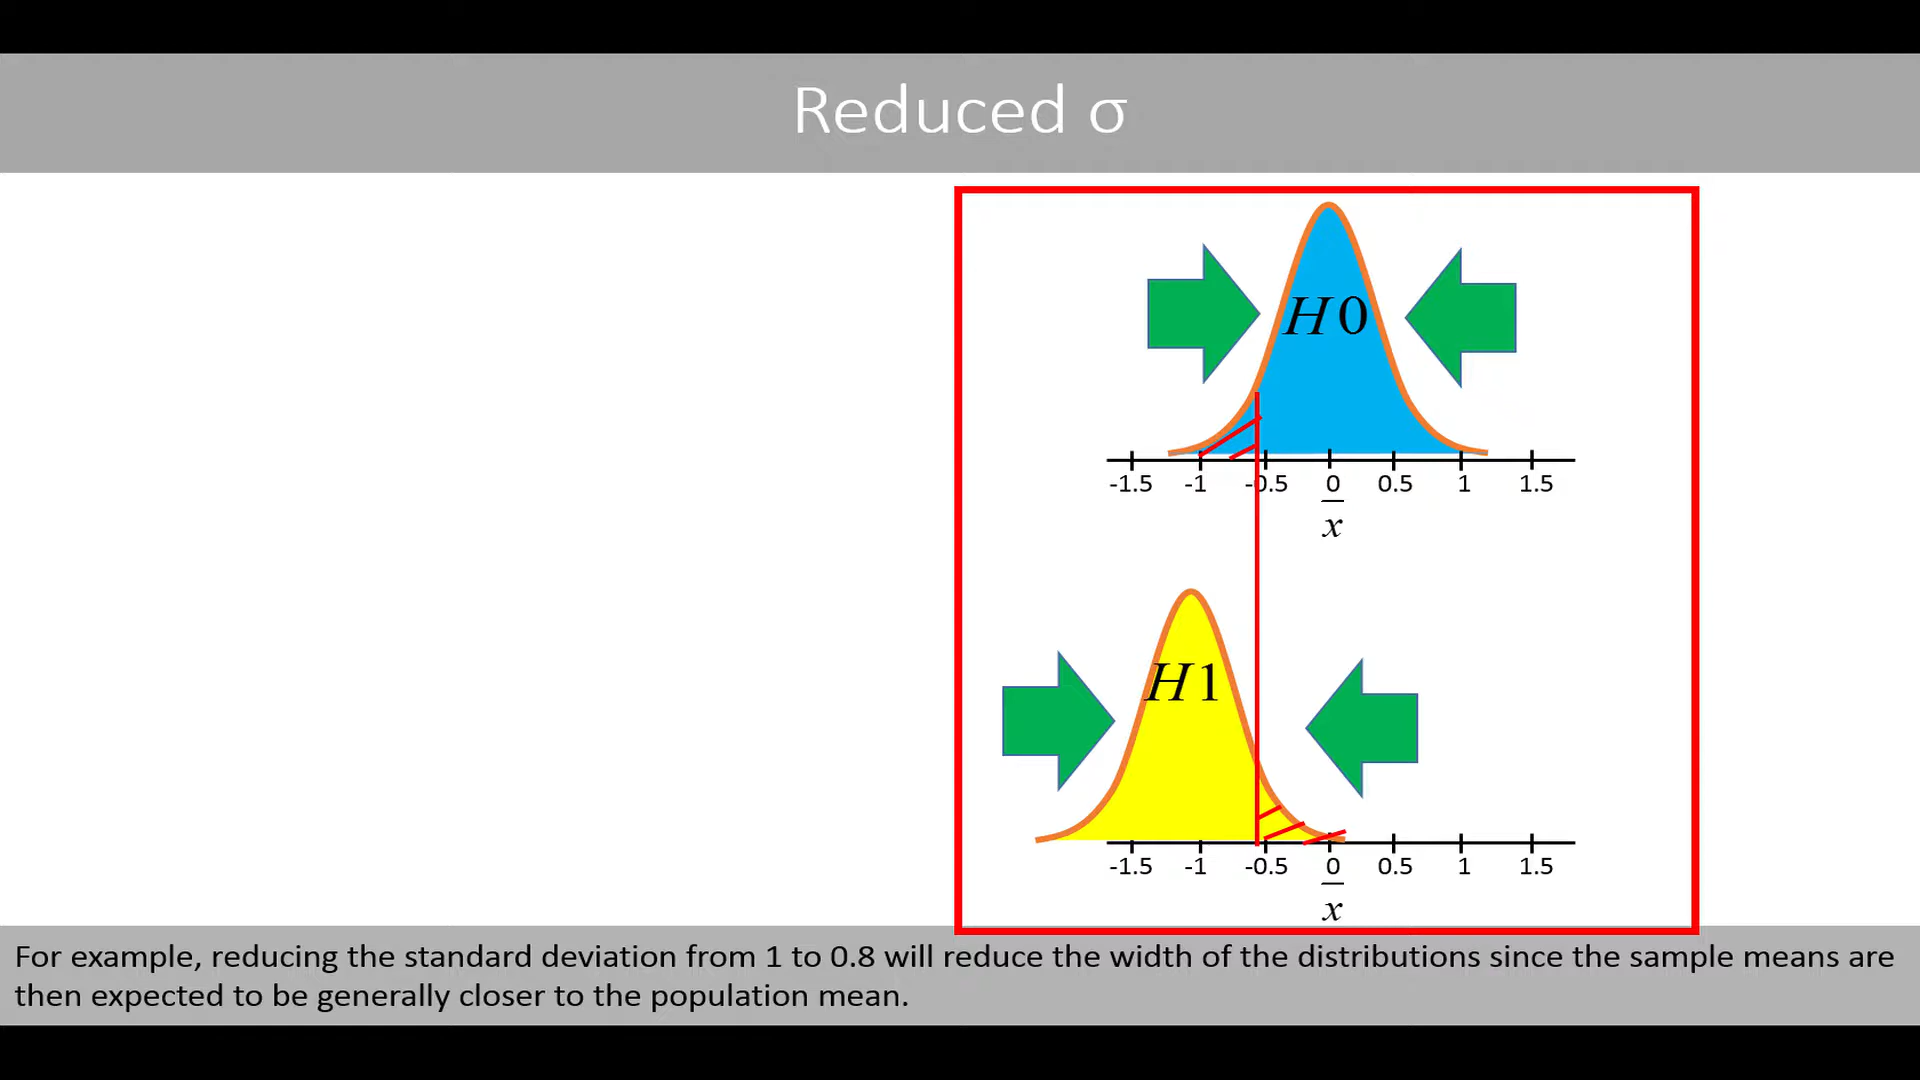 Reduced σ
H0
-1.5 -1 -0.5 0 0.5 1 1.5
x̄
H1
-1.5 -1 -0.5 0 0.5 1 1.5
x̄
For example, reducing the standard deviation from 1 to 0.8 will reduce the width of the distributions since the sample means are
then expected to be generally closer to the population mean.